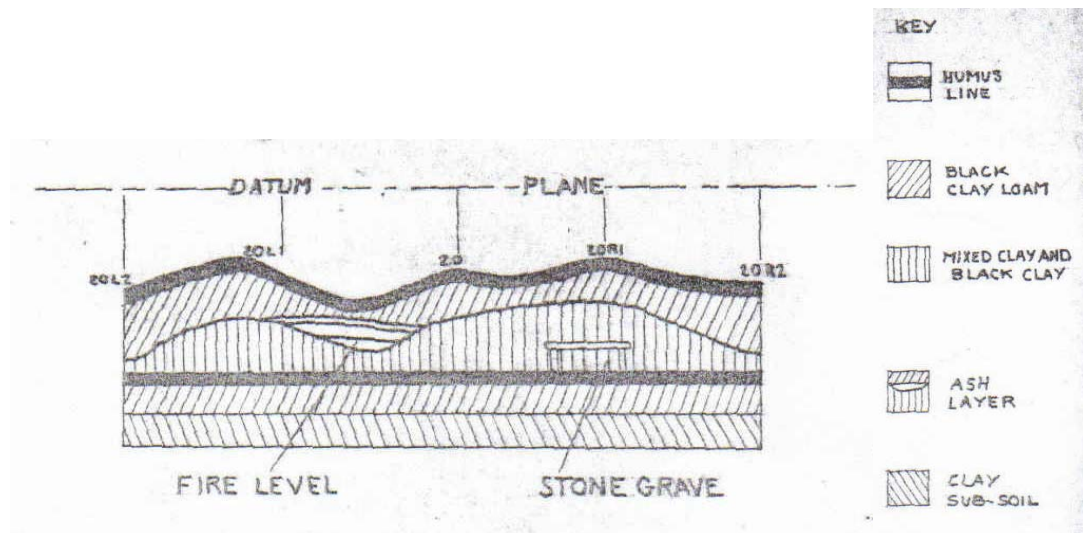 KEY
HUMUS
LINE
BLACK
CLAY LOAM
MIXED CLAY AND
BLACK CLAY
ASH
LAYER
CLAY
SUB-SOIL
DATUM PLANE
20L2
20L1
20
20R1
20R2
FIRE LEVEL
STONE GRAVE